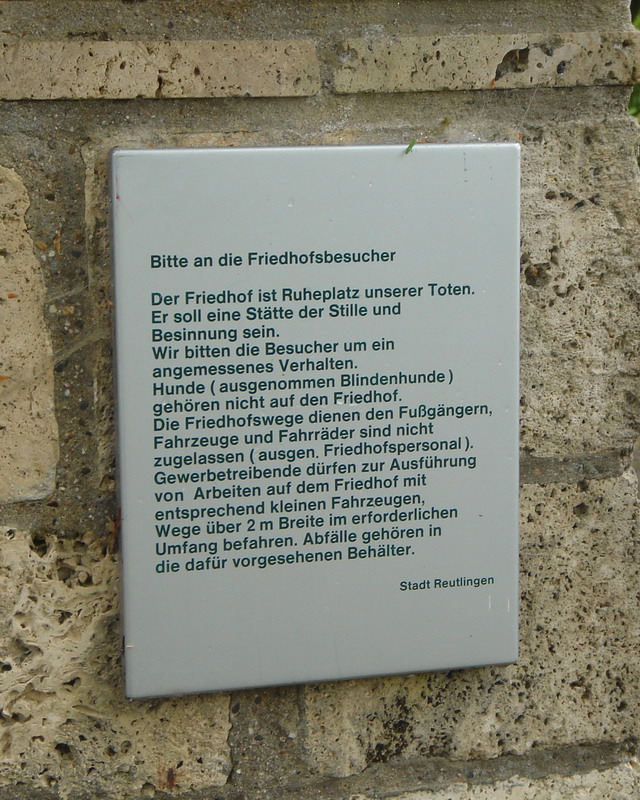 Bitte an die Friedhofsbesucher
Der Friedhof ist Ruheplatz unserer Toten.
Er soll eine Stätte der Stille und
Besinnung sein.
Wir bitten die Besucher um ein
angemessenes Verhalten.
Hunde ( ausgenommen Blindenhunde )
gehören nicht auf den Friedhof.
Die Friedhofswege dienen den Fußgängern,
Fahrzeuge und Fahrräder sind nicht
zugelassen ( ausgen. Friedhofspersonal ).
Gewerbetreibende dürfen zur Ausführung
von Arbeiten auf dem Friedhof mit
entsprechend kleinen Fahrzeugen,
Wege über 2 m Breite im erforderlichen
Umfang befahren. Abfälle gehören in
die dafür vorgesehenen Behälter.
Stadt Reutlingen